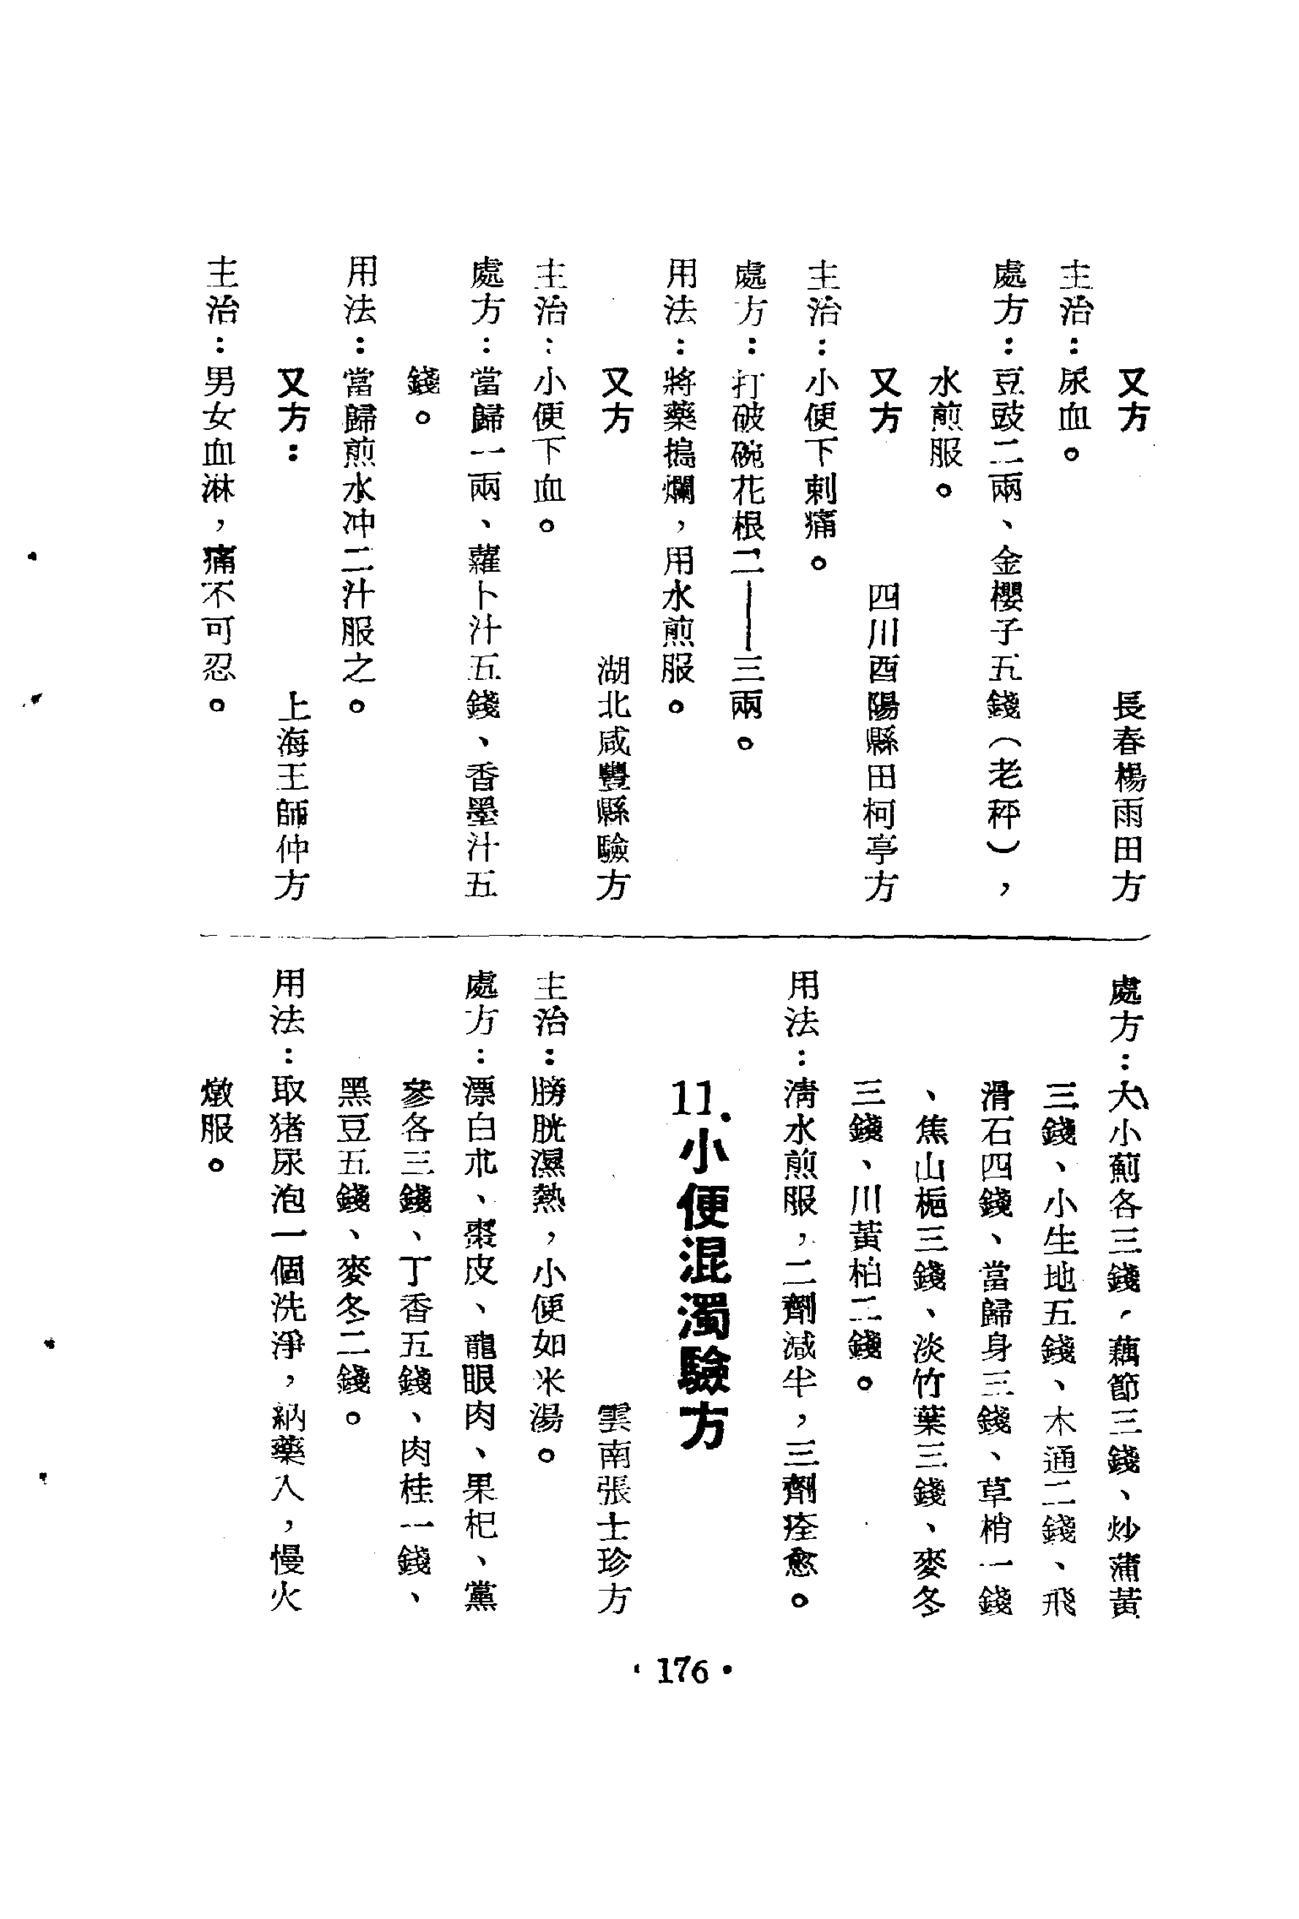 又方　長春楊雨田方
主治：尿血。
處方：豆豉二兩、金櫻子五錢（老秤），
水煎服。
又方　四川酉陽縣田柯亭方
主治：小便下刺痛。
處方：打破碗花根二——三兩。
用法：將藥搗爛，用水煎服。
又方　湖北咸豐縣驗方
主治：小便下血。
處方：當歸一兩、蘿卜汁五錢、香墨汁五
錢。
用法：當歸煎水冲二汁服之。
又方：　上海王師仲方
主治：男女血淋，痛不可忍。
處方：大小薊各三錢，藕節三錢、炒蒲黃
三錢、小生地五錢、木通二錢、飛
滑石四錢、當歸身三錢、草梢一錢
、焦山梔三錢、淡竹葉三錢、麥冬
三錢、川黃柏二錢。
用法：淸水煎服，二劑減半，三劑痊愈。
11.小便混濁驗方
雲南張士珍方
主治：膀胱濕熱，小便如米湯。
處方：漂白朮、棗皮、龍眼肉、果杞、黨
參各三錢、丁香五錢、肉桂一錢、
黑豆五錢、麥冬二錢。
用法：取猪尿泡一個洗淨，納藥入，慢火
燉服。
·176·